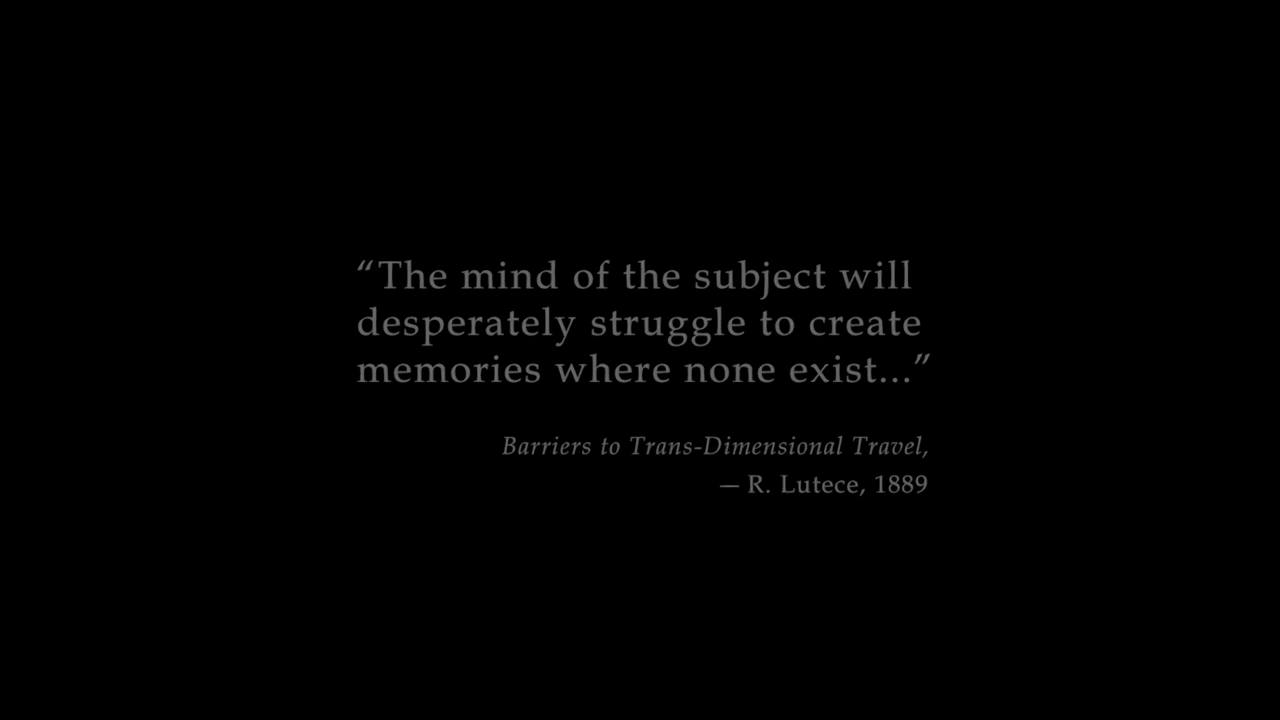 “The mind of the subject will
desperately struggle to create
memories where none exist...”
Barriers to Trans-Dimensional Travel,
— R. Lutece, 1889